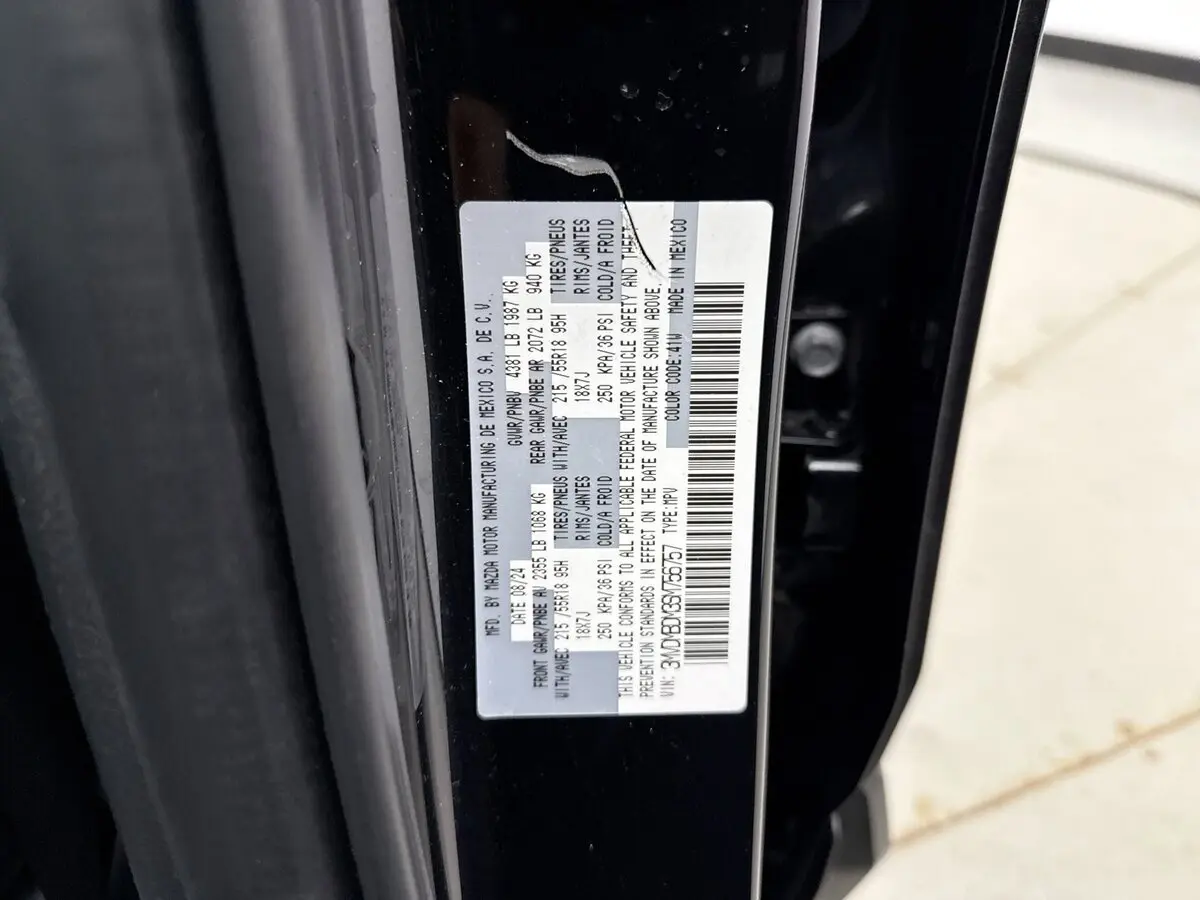 MFD. BY MAZDA MOTOR MANUFACTURING DE MEXICO S.A. DE C.V.
DATE 08/24 GVWR/PNBV 4381 LB 1987 KG
FRONT GAWR/PNBE AV 2355 LB 1068 KG REAR GAWR/PNBE AR 2072 LB 940 KG
WITH/AVEC 215 /55R18 95H TIRES/PNEUS WITH/AVEC 215 /55R18 95H TIRES/PNEUS
18X7J RIMS/JANTES 18X7J RIMS/JANTES
250 KPA/36 PSI COLD/A FROID 250 KPA/36 PSI COLD/A FROID
THIS VEHICLE CONFORMS TO ALL APPLICABLE FEDERAL MOTOR VEHICLE SAFETY AND THEFT
PREVENTION STANDARDS IN EFFECT ON THE DATE OF MANUFACTURE SHOWN ABOVE.
VIN: 3MVDMBDM3SM756757 TYPE:MPV COLOR CODE:41W MADE IN MEXICO